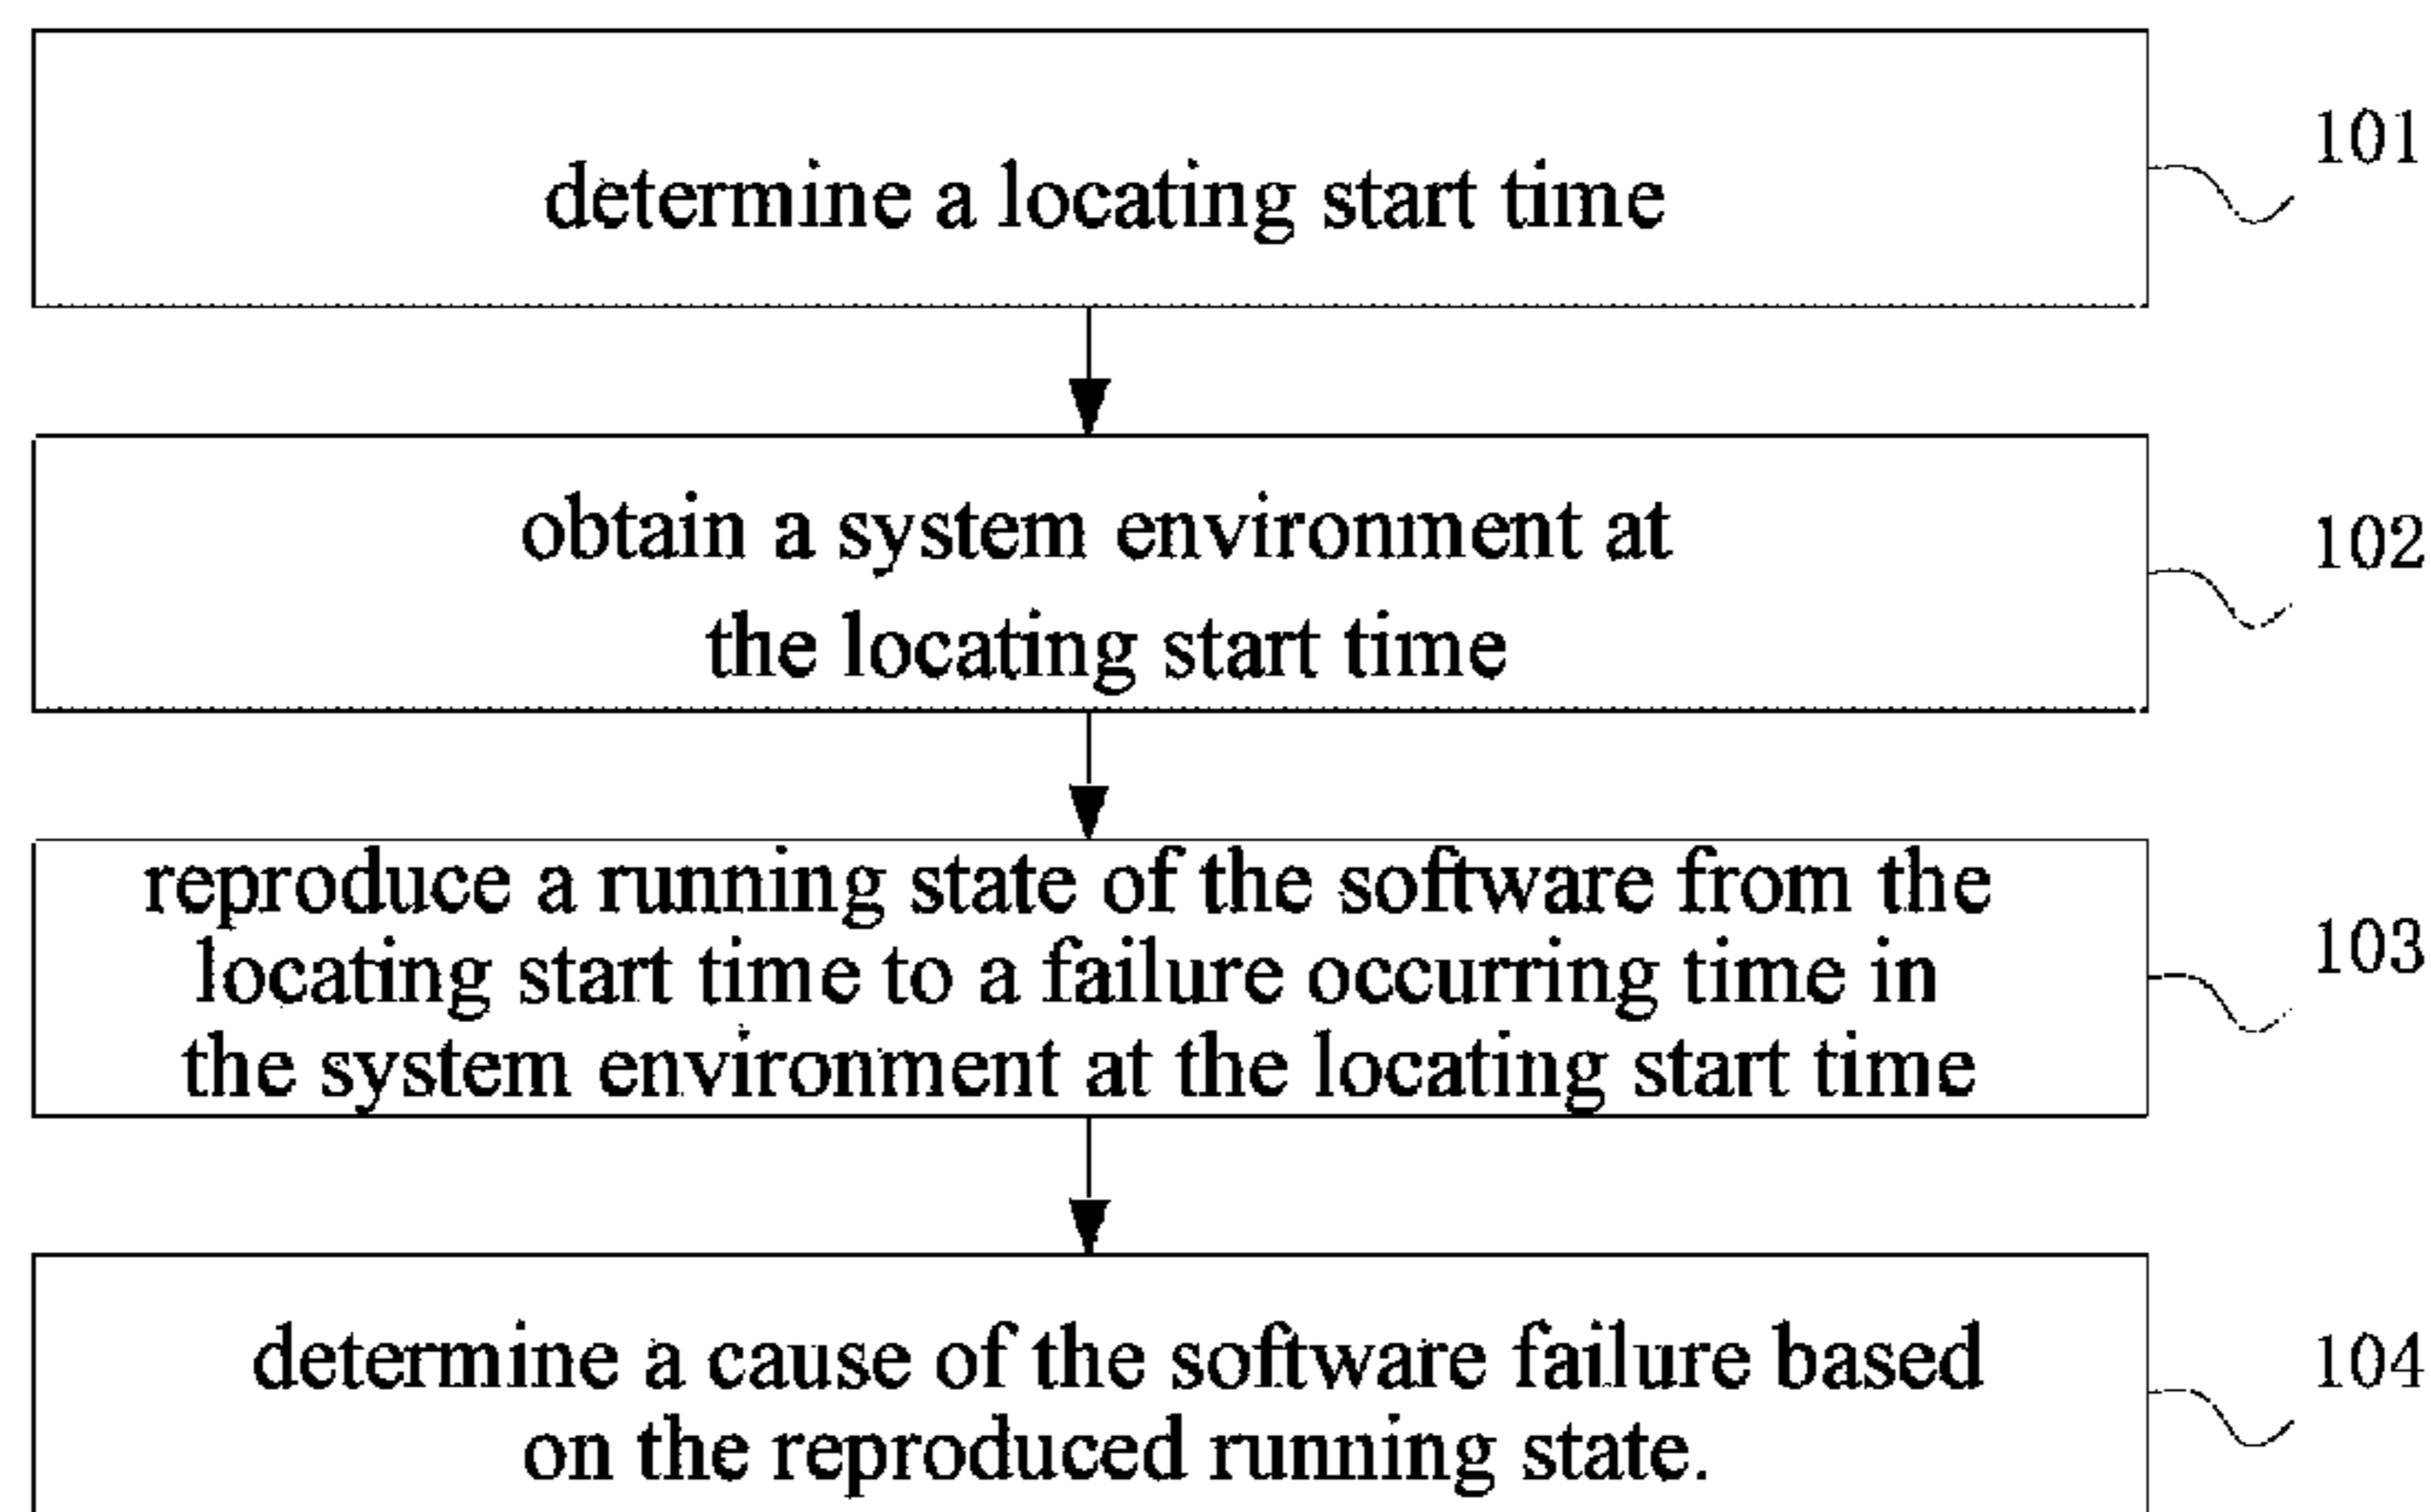 determine a locating start time
101
obtain a system environment at
the locating start time
102
reproduce a running state of the software from the
locating start time to a failure occurring time in
the system environment at the locating start time
103
determine a cause of the software failure based
on the reproduced running state.
104